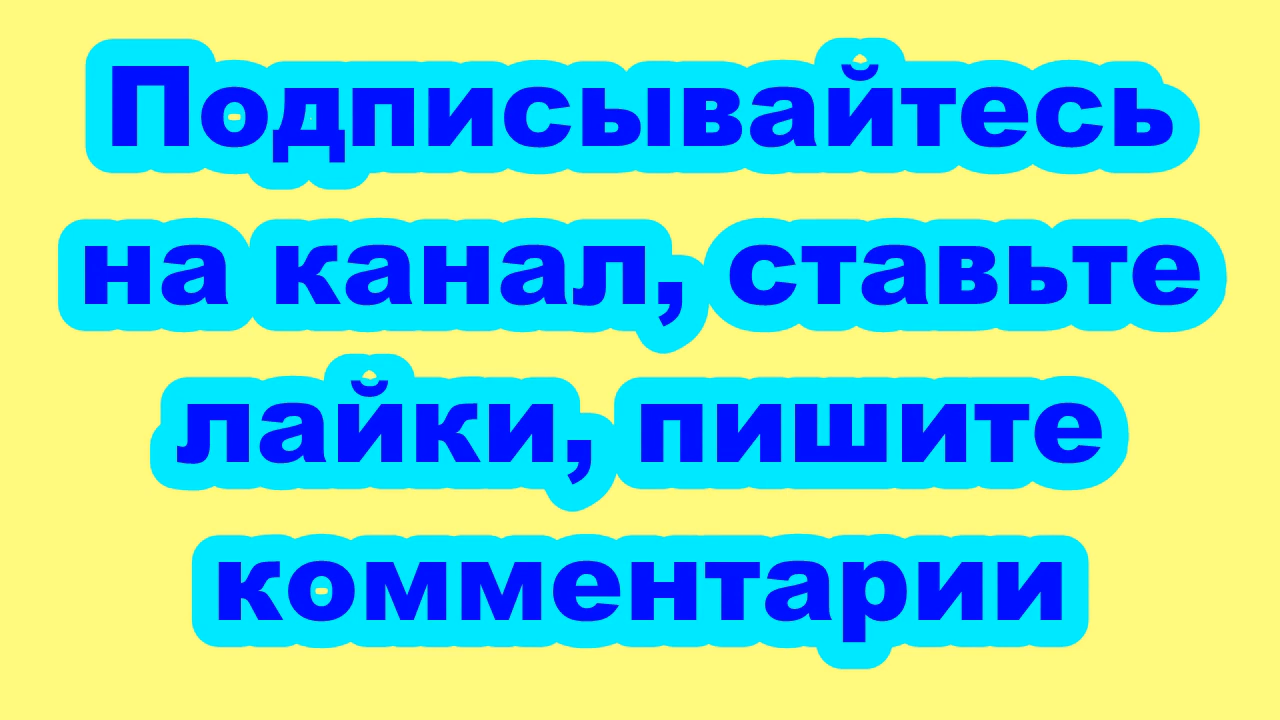 Подписывайтесь
на канал, ставьте
лайки, пишите
комментарии